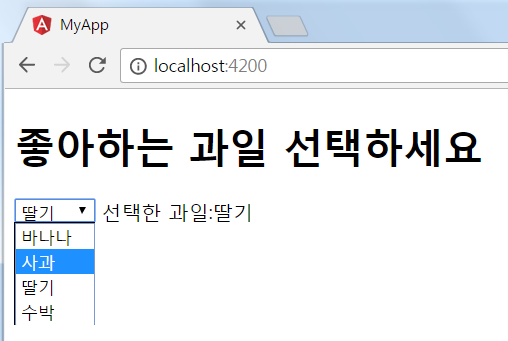 MyApp
localhost:4200
좋아하는 과일 선택하세요
딸기 선택한 과일:딸기
바나나
사과
딸기
수박